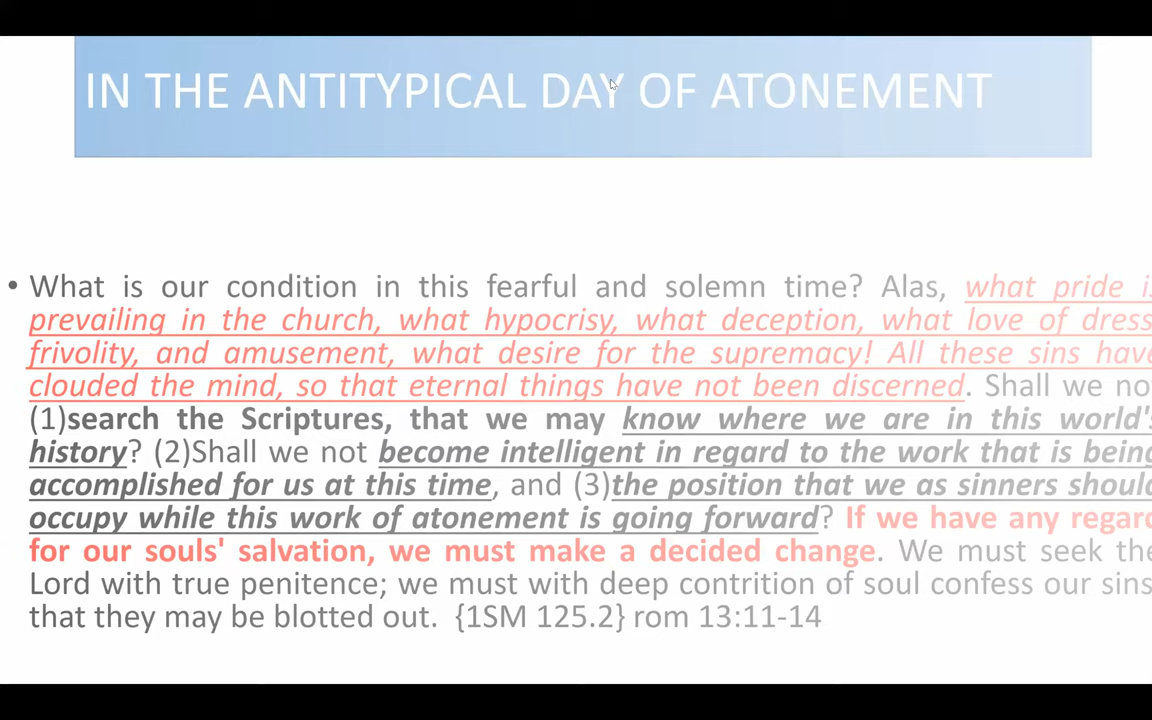 IN THE ANTITYPICAL DAY OF ATONEMENT
• What is our condition in this fearful and solemn time? Alas, what pride is
prevailing in the church, what hypocrisy, what deception, what love of dress,
frivolity, and amusement, what desire for the supremacy! All these sins have
clouded the mind, so that eternal things have not been discerned. Shall we not
(1)search the Scriptures, that we may know where we are in this world's
history? (2)Shall we not become intelligent in regard to the work that is being
accomplished for us at this time, and (3)the position that we as sinners should
occupy while this work of atonement is going forward? If we have any regard
for our souls' salvation, we must make a decided change. We must seek the
Lord with true penitence; we must with deep contrition of soul confess our sins,
that they may be blotted out. {1SM 125.2} rom 13:11-14